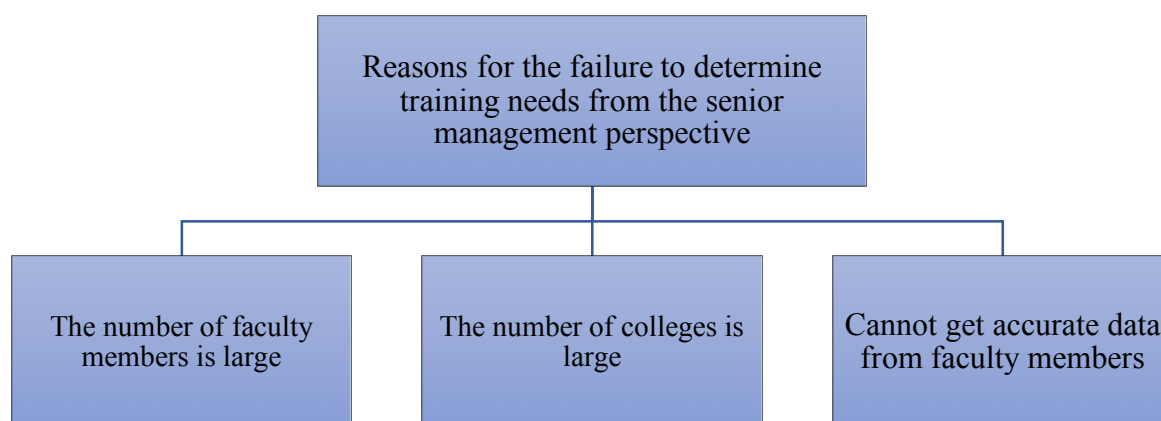 Reasons for the failure to determine
training needs from the senior
management perspective
The number of faculty
members is large
The number of colleges is
large
Cannot get accurate data
from faculty members